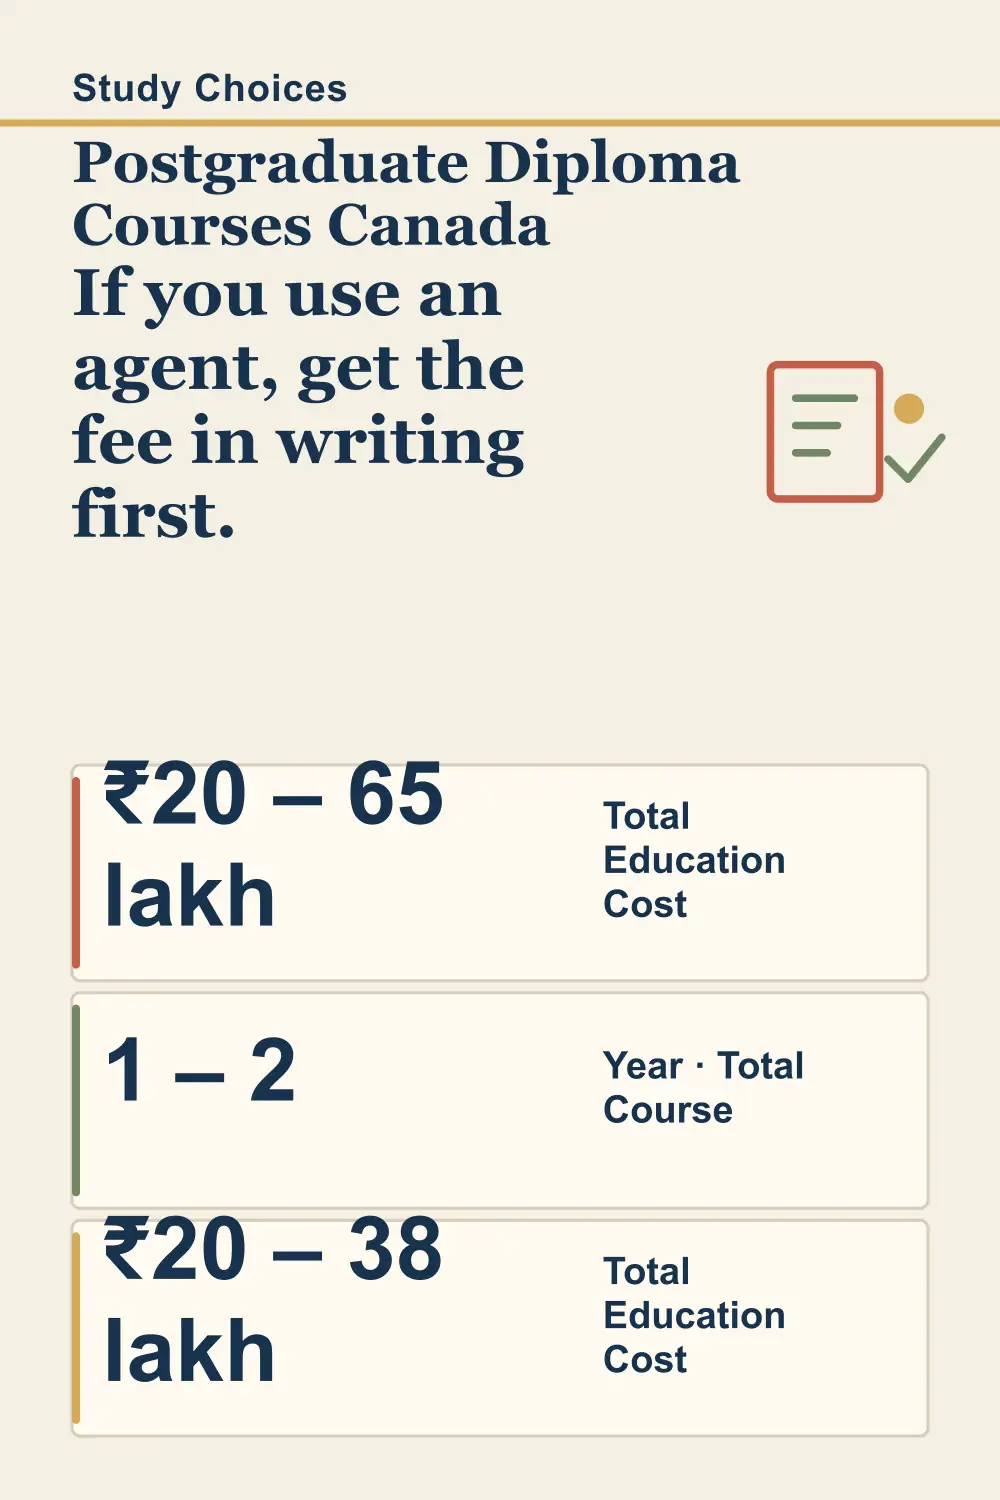 Study Choices
Postgraduate Diploma
Courses Canada
If you use an
agent, get the
fee in writing
first.
₹20 – 65
lakh
Total
Education
Cost
1 – 2
Year · Total
Course
₹20 – 38
lakh
Total
Education
Cost